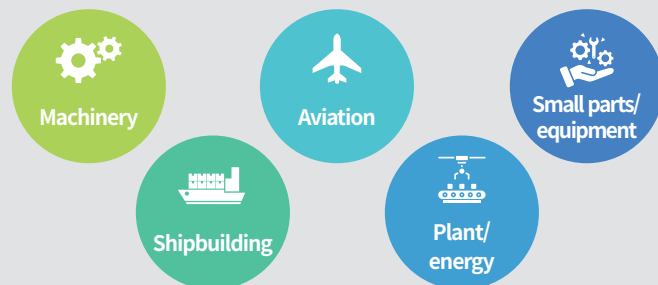 Machinery
Aviation
Small parts/
equipment
Shipbuilding
Plant/
energy